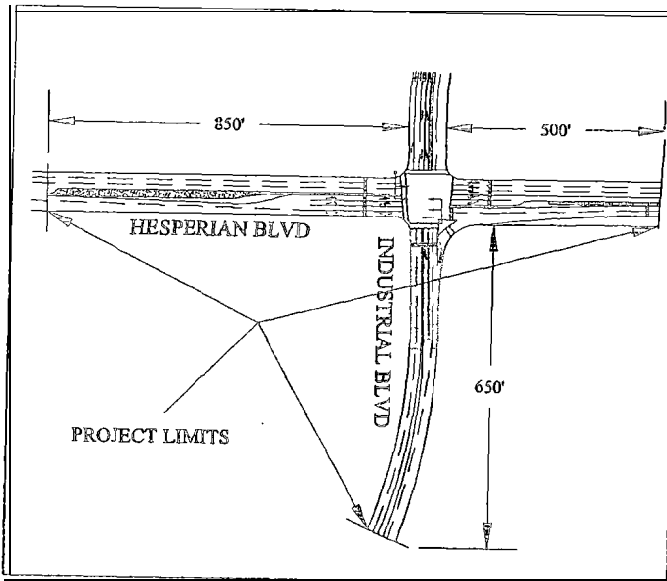 850'
500'
HESPERIAN BLVD
INDUSTRIAL BLVD
650'
PROJECT LIMITS